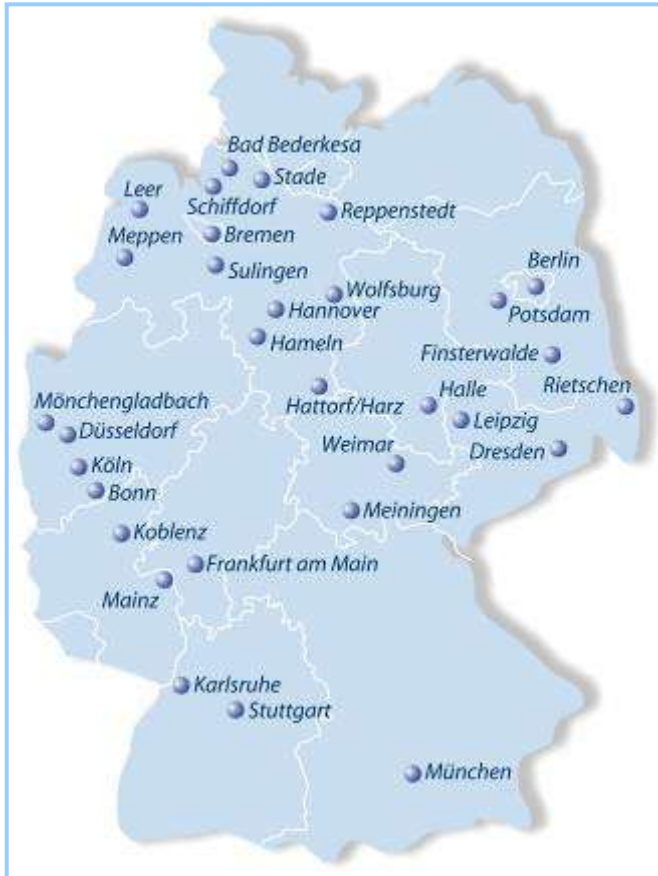 Bad Bederkesa
Stade
Leer
Schiffdorf
Reppenstedt
Meppen
Bremen
Sulingen
Berlin
Wolfsburg
Potsdam
Hannover
Hameln
Finsterwalde
Halle
Rietschen
Hattorf/Harz
Mönchengladbach
Leipzig
Düsseldorf
Weimar
Dresden
Köln
Bonn
Meiningen
Koblenz
Frankfurt am Main
Mainz
Karlsruhe
Stuttgart
München